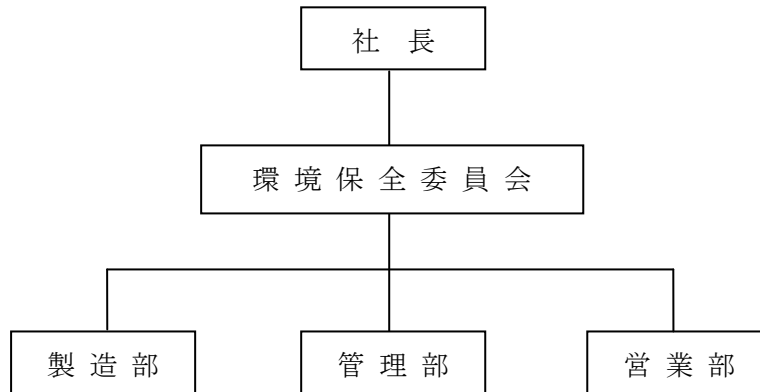 社 長
環 境 保 全 委 員 会
製 造 部
管 理 部
営 業 部